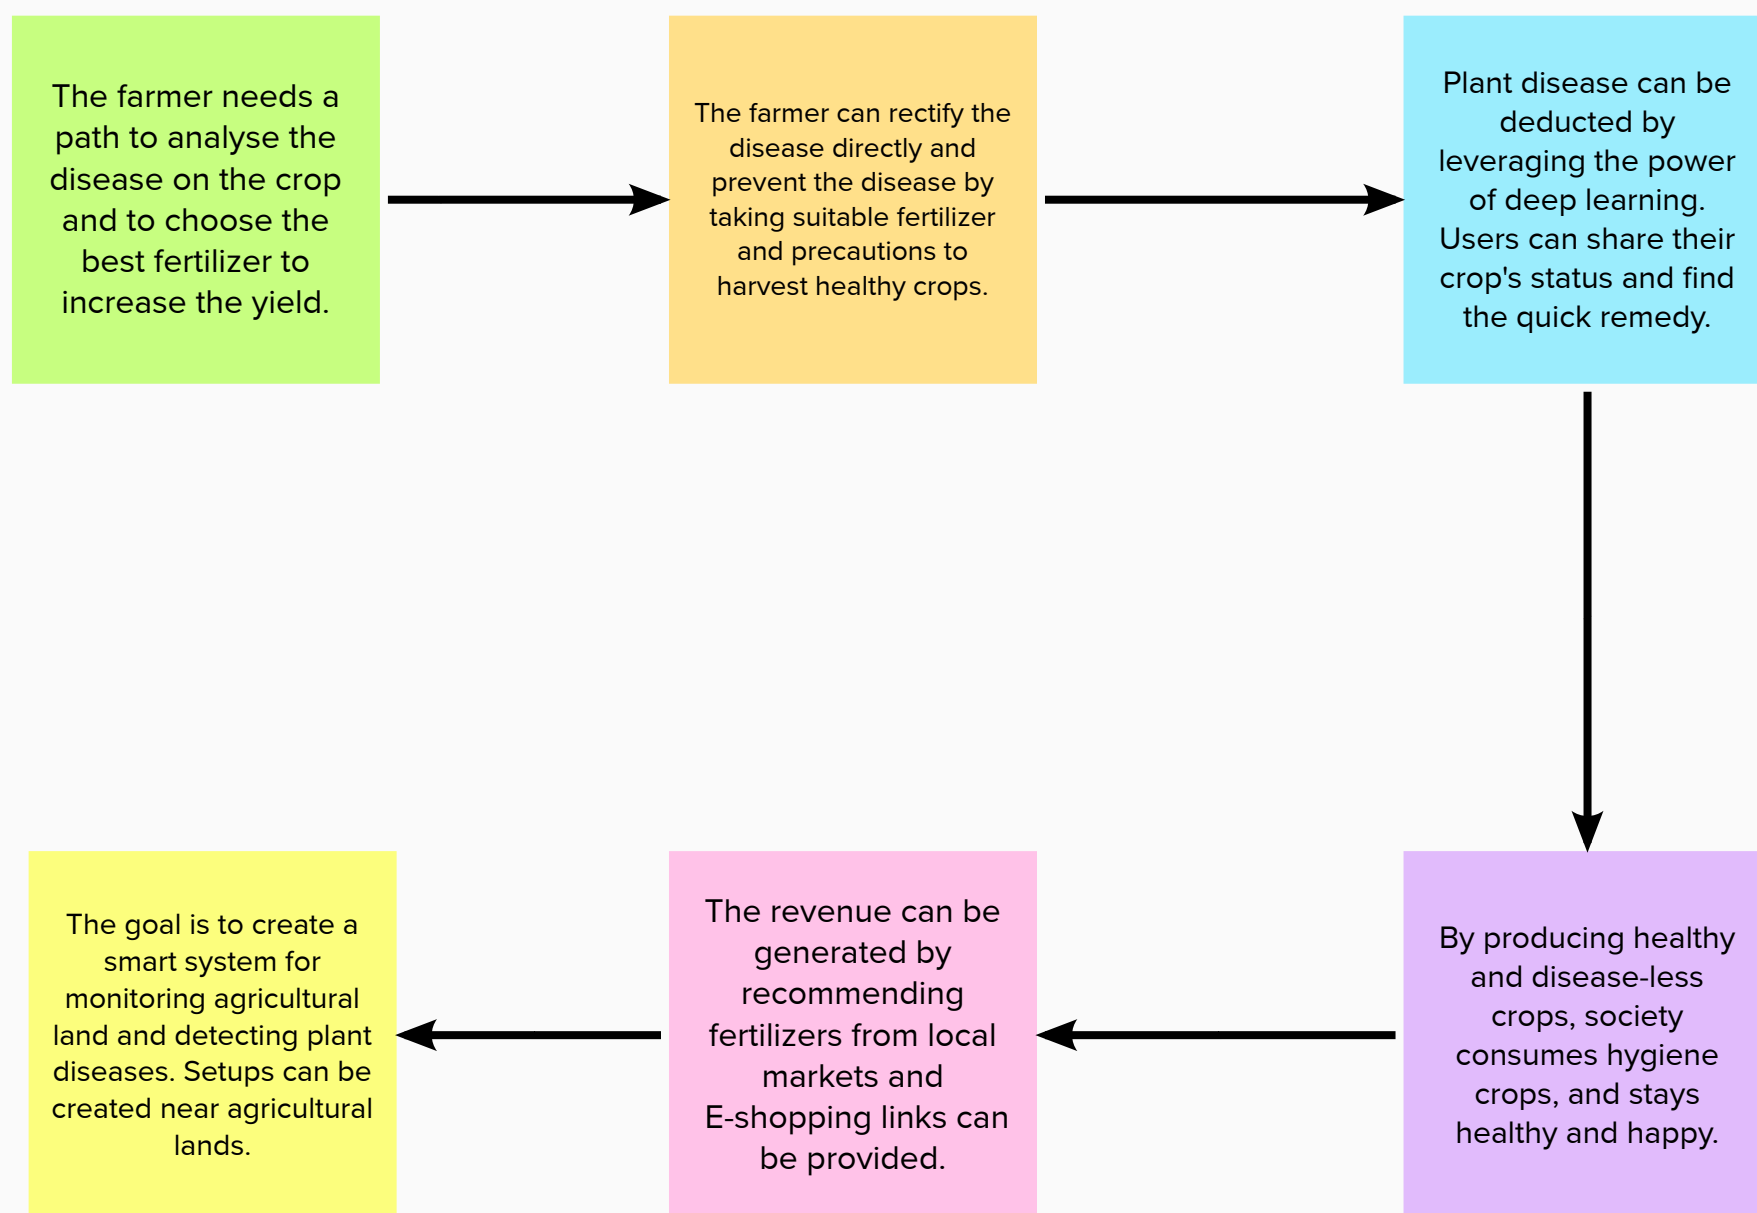 The farmer needs a
path to analyse the
disease on the crop
and to choose the
best fertilizer to
increase the yield.
The farmer can rectify the
disease directly and
prevent the disease by
taking suitable fertilizer
and precautions to
harvest healthy crops.
Plant disease can be
deducted by
leveraging the power
of deep learning.
Users can share their
crop's status and find
the quick remedy.
By producing healthy
and disease-less
crops, society
consumes hygiene
crops, and stays
healthy and happy.
The revenue can be
generated by
recommending
fertilizers from local
markets and
E-shopping links can
be provided.
The goal is to create a
smart system for
monitoring agricultural
land and detecting plant
diseases. Setups can be
created near agricultural
lands.